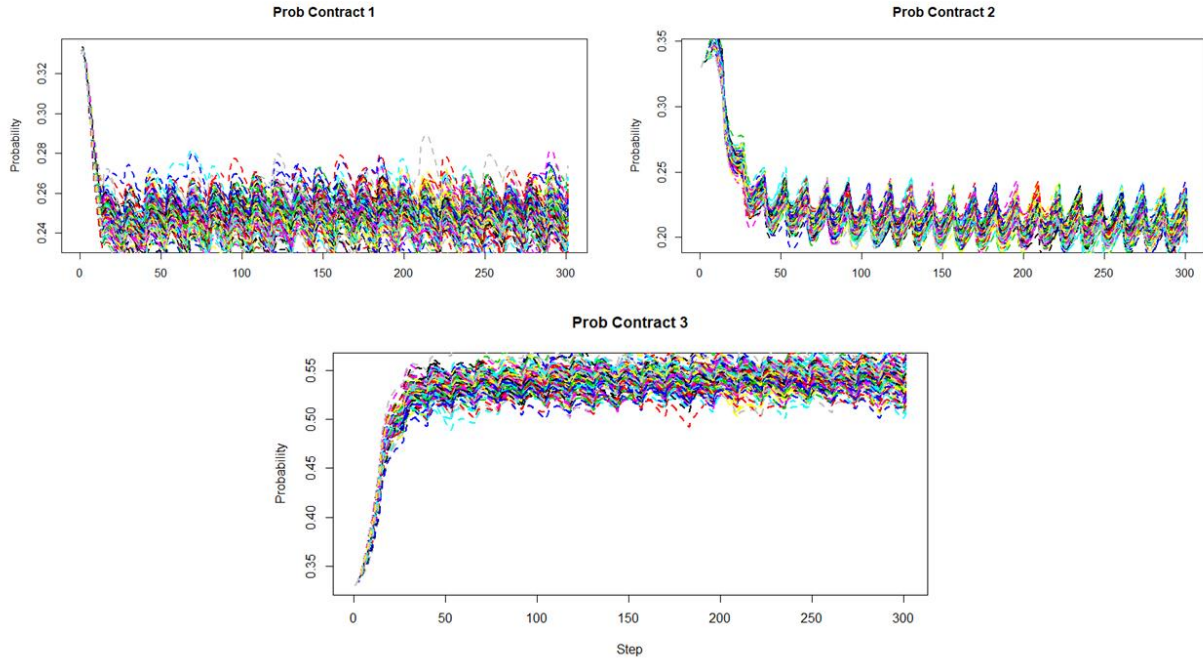 Prob Contract 1
Probability
0.32
0.30
0.28
0.26
0.24
0 50 100 150 200 250 300
Prob Contract 2
Probability
0.35
0.30
0.25
0.20
0 50 100 150 200 250 300
Prob Contract 3
Probability
0.55
0.50
0.45
0.40
0.35
0 50 100 150 200 250 300
Step